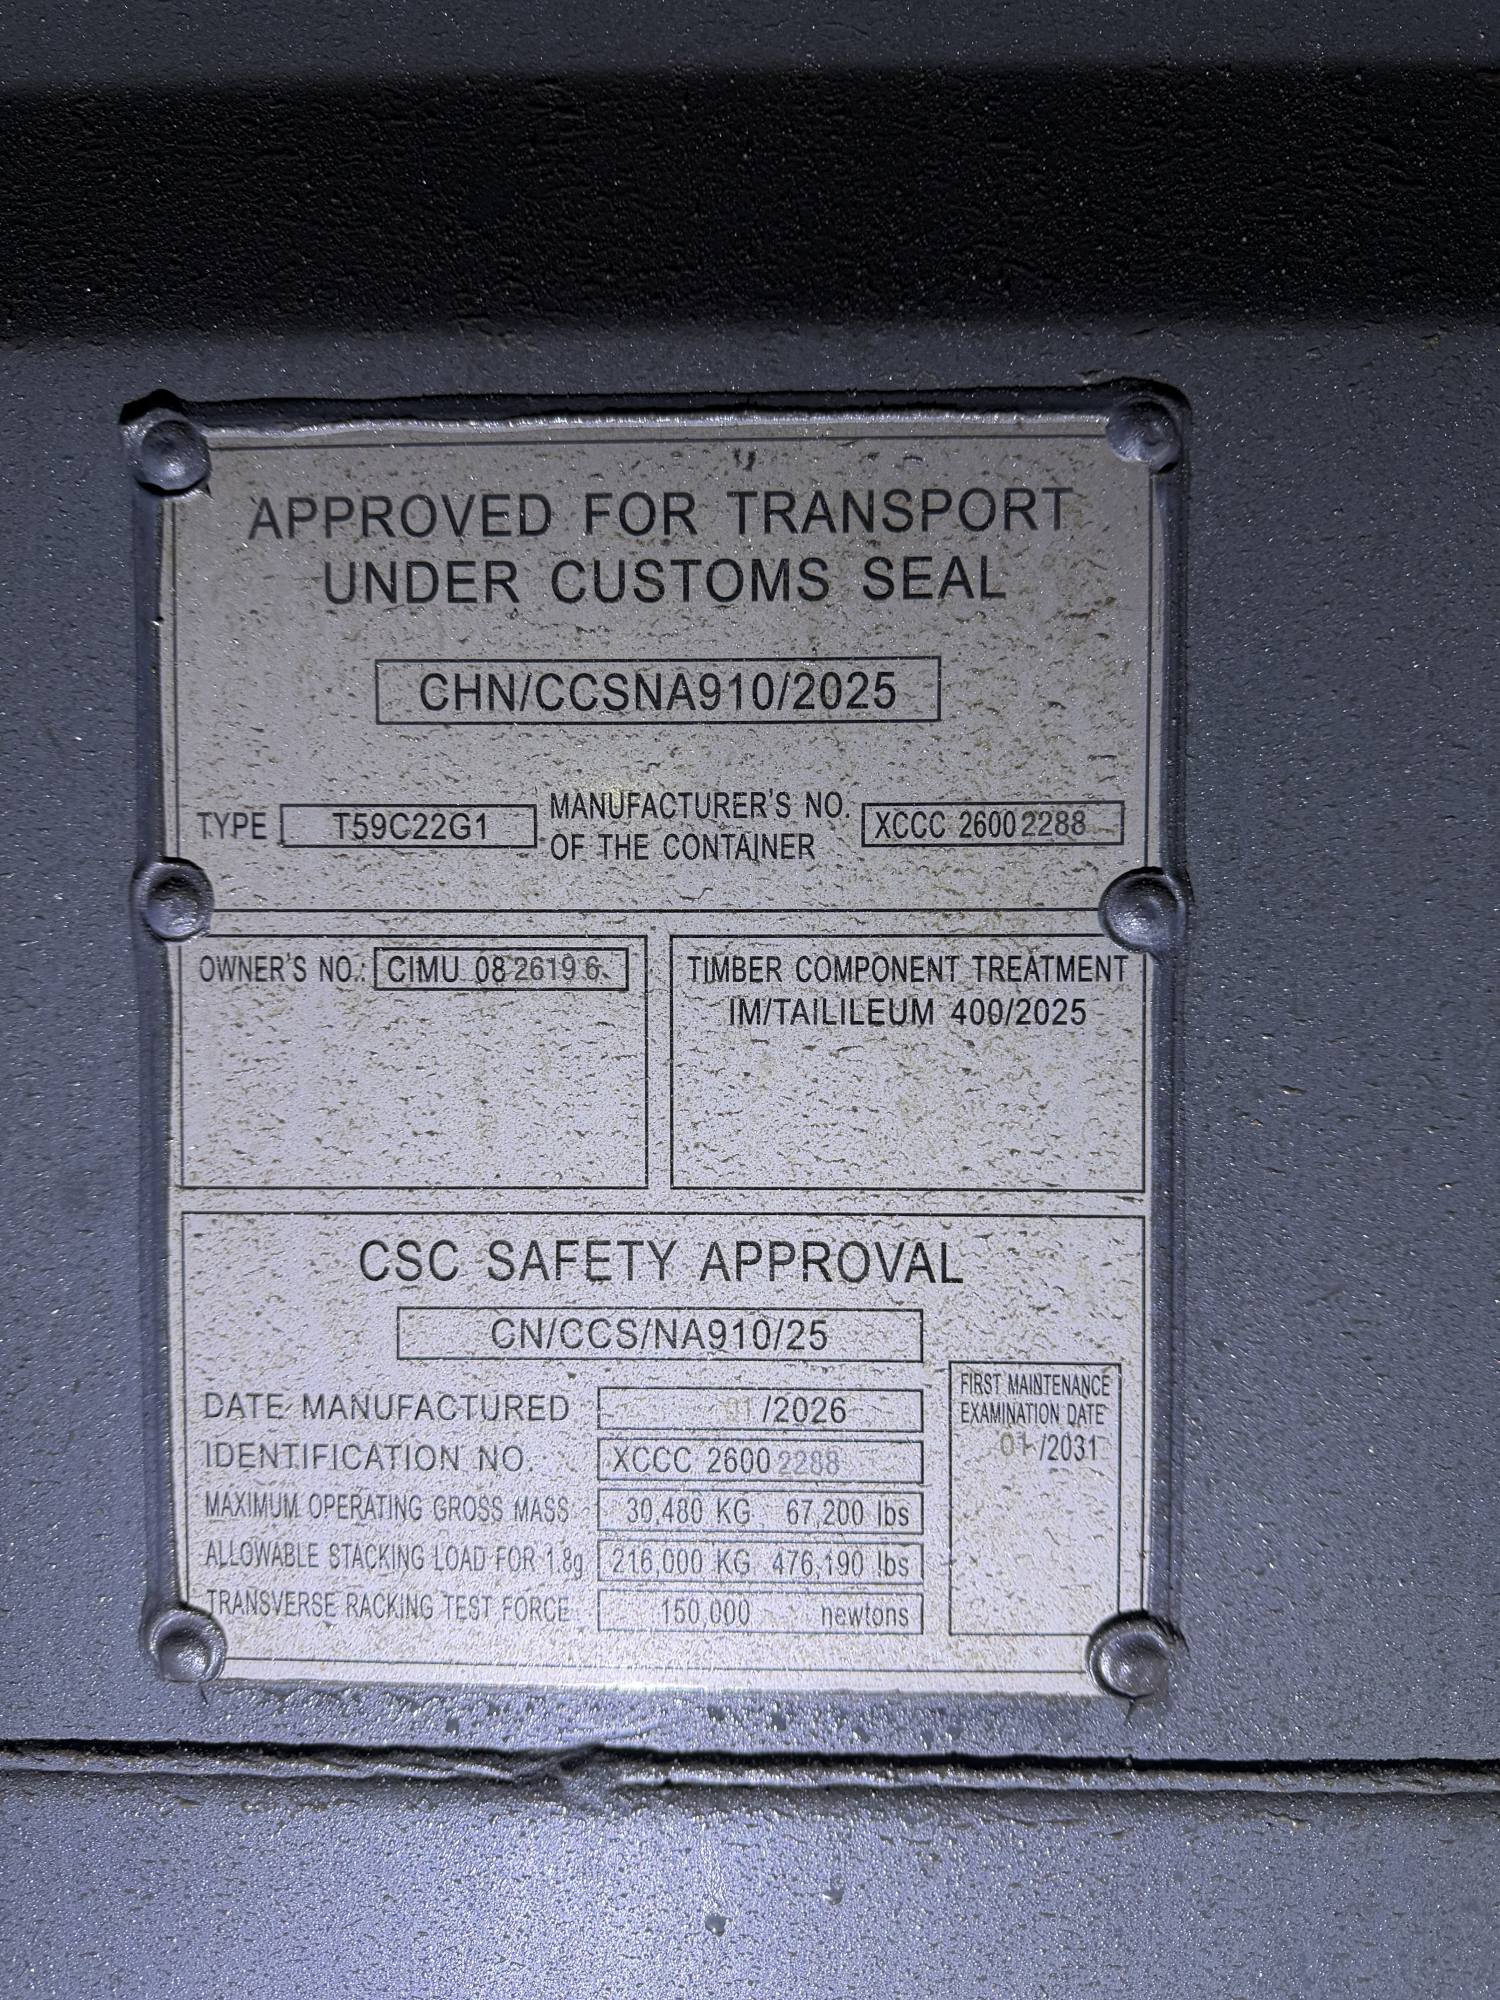 APPROVED FOR TRANSPORT
UNDER CUSTOMS SEAL
CHN/CCSNA910/2025
TYPE T59C22G1
MANUFACTURER'S NO.
OF THE CONTAINER
XCCC 26002288
OWNER'S NO.: CIMU 08 2619 6
TIMBER COMPONENT TREATMENT
IM/TAILILEUM 400/2025
CSC SAFETY APPROVAL
CN/CCS/NA910/25
DATE MANUFACTURED 01/2026
IDENTIFICATION NO. XCCC 26002288
MAXIMUM OPERATING GROSS MASS 30,480 KG 67,200 lbs
ALLOWABLE STACKING LOAD FOR 1.8g 216,000 KG 476,190 lbs
TRANSVERSE RACKING TEST FORCE 150,000 newtons
FIRST MAINTENANCE
EXAMINATION DATE
01/2031